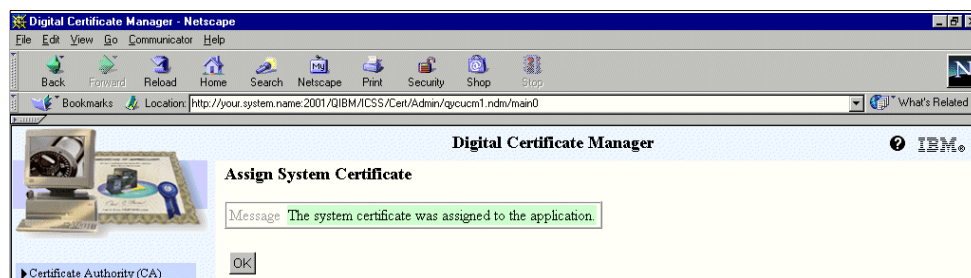 Digital Certificate Manager - Netscape
File Edit View Go Communicator Help
Back Forward Reload Home Search Netscape Print Security Shop Stop
Bookmarks Location: http://your.system.name:2001/QIBM/ICSS/Cert/Admin/qycucm1.ndm/main0 What's Related
Digital Certificate Manager
IBM®
Assign System Certificate
Message The system certificate was assigned to the application.
OK
Certificate Authority (CA)